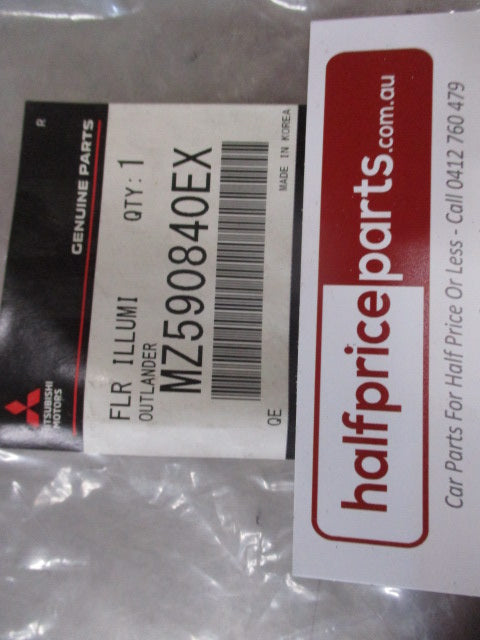 R
GENUINE PARTS
MITSUBISHI
MOTORS
FLR ILLUMI QTY: 1
OUTLANDER
MZ590840EX
QE
MADE IN KOREA
halfpriceparts.com.au
Car Parts For Half Price Or Less - Call 0412 760 479